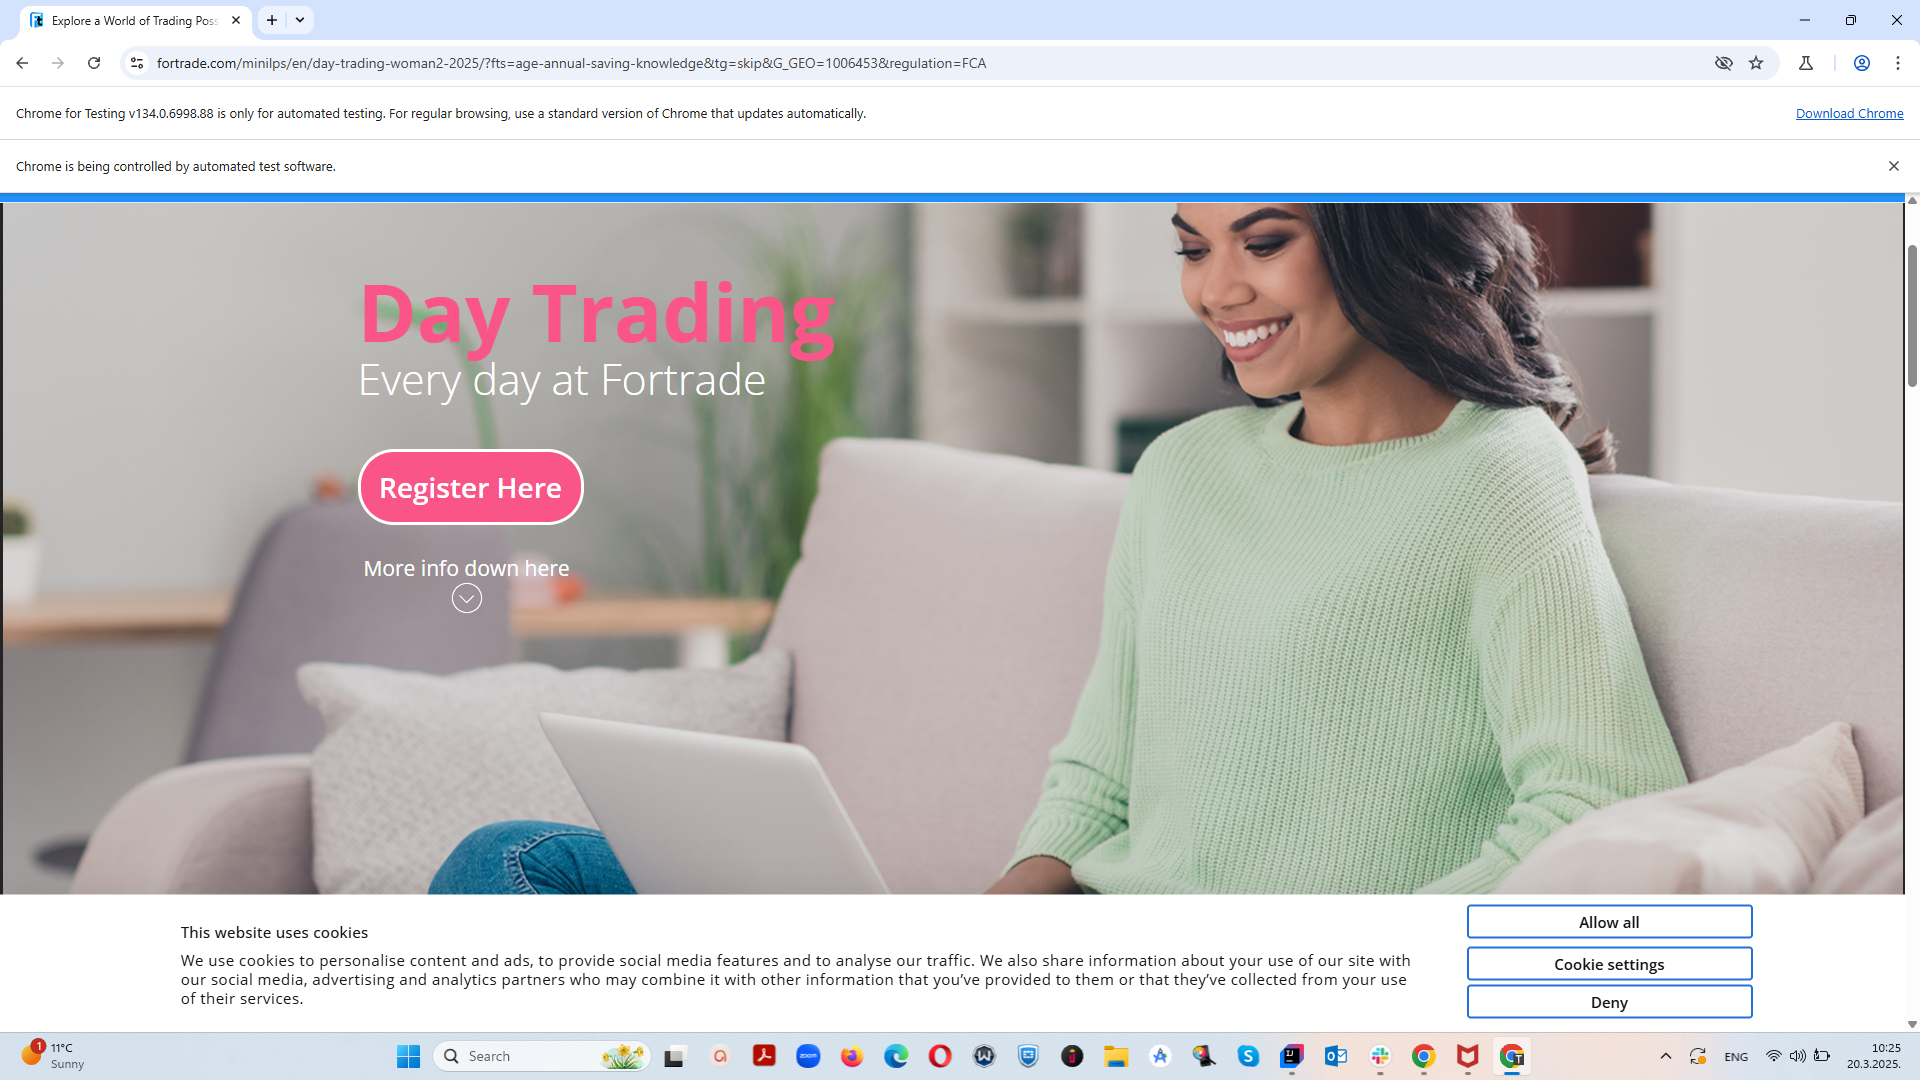 Explore a World of Trading Poss
fortrade.com/minilps/en/day-trading-woman2-2025/?fts=age-annual-saving-knowledge&tg=skip&G_GEO=1006453&regulation=FCA
Chrome for Testing v134.0.6998.88 is only for automated testing. For regular browsing, use a standard version of Chrome that updates automatically.
Download Chrome
Chrome is being controlled by automated test software.
Day Trading
Every day at Fortrade
Register Here
More info down here
This website uses cookies
We use cookies to personalise content and ads, to provide social media features and to analyse our traffic. We also share information about your use of our site with
our social media, advertising and analytics partners who may combine it with other information that you’ve provided to them or that they’ve collected from your use
of their services.
Allow all
Cookie settings
Deny
1
11°C
Sunny
Search
zoom
ENG
10:25
20.3.2025.